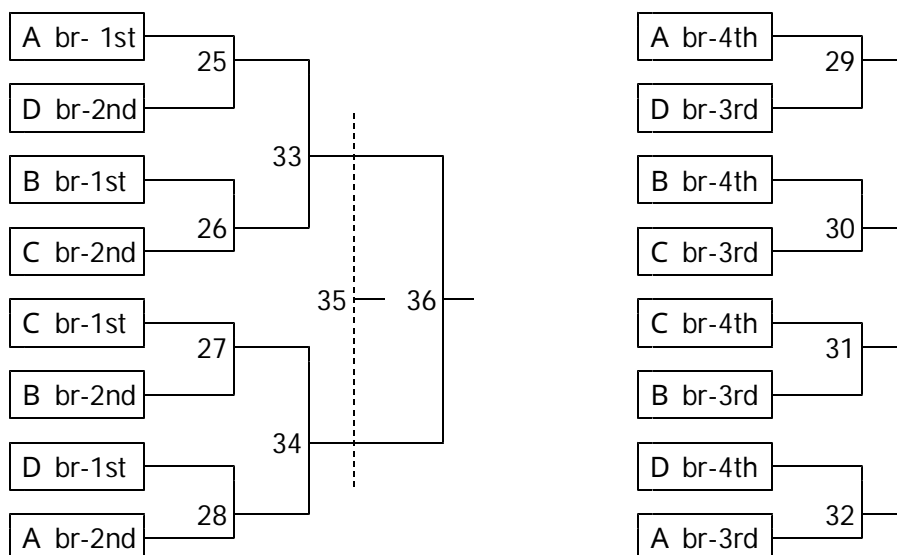 A br- 1st
25
D br-2nd
33
B br-1st
26
C br-2nd
35
36
C br-1st
27
B br-2nd
34
D br-1st
28
A br-2nd
A br-4th
29
D br-3rd
B br-4th
30
C br-3rd
C br-4th
31
B br-3rd
D br-4th
32
A br-3rd